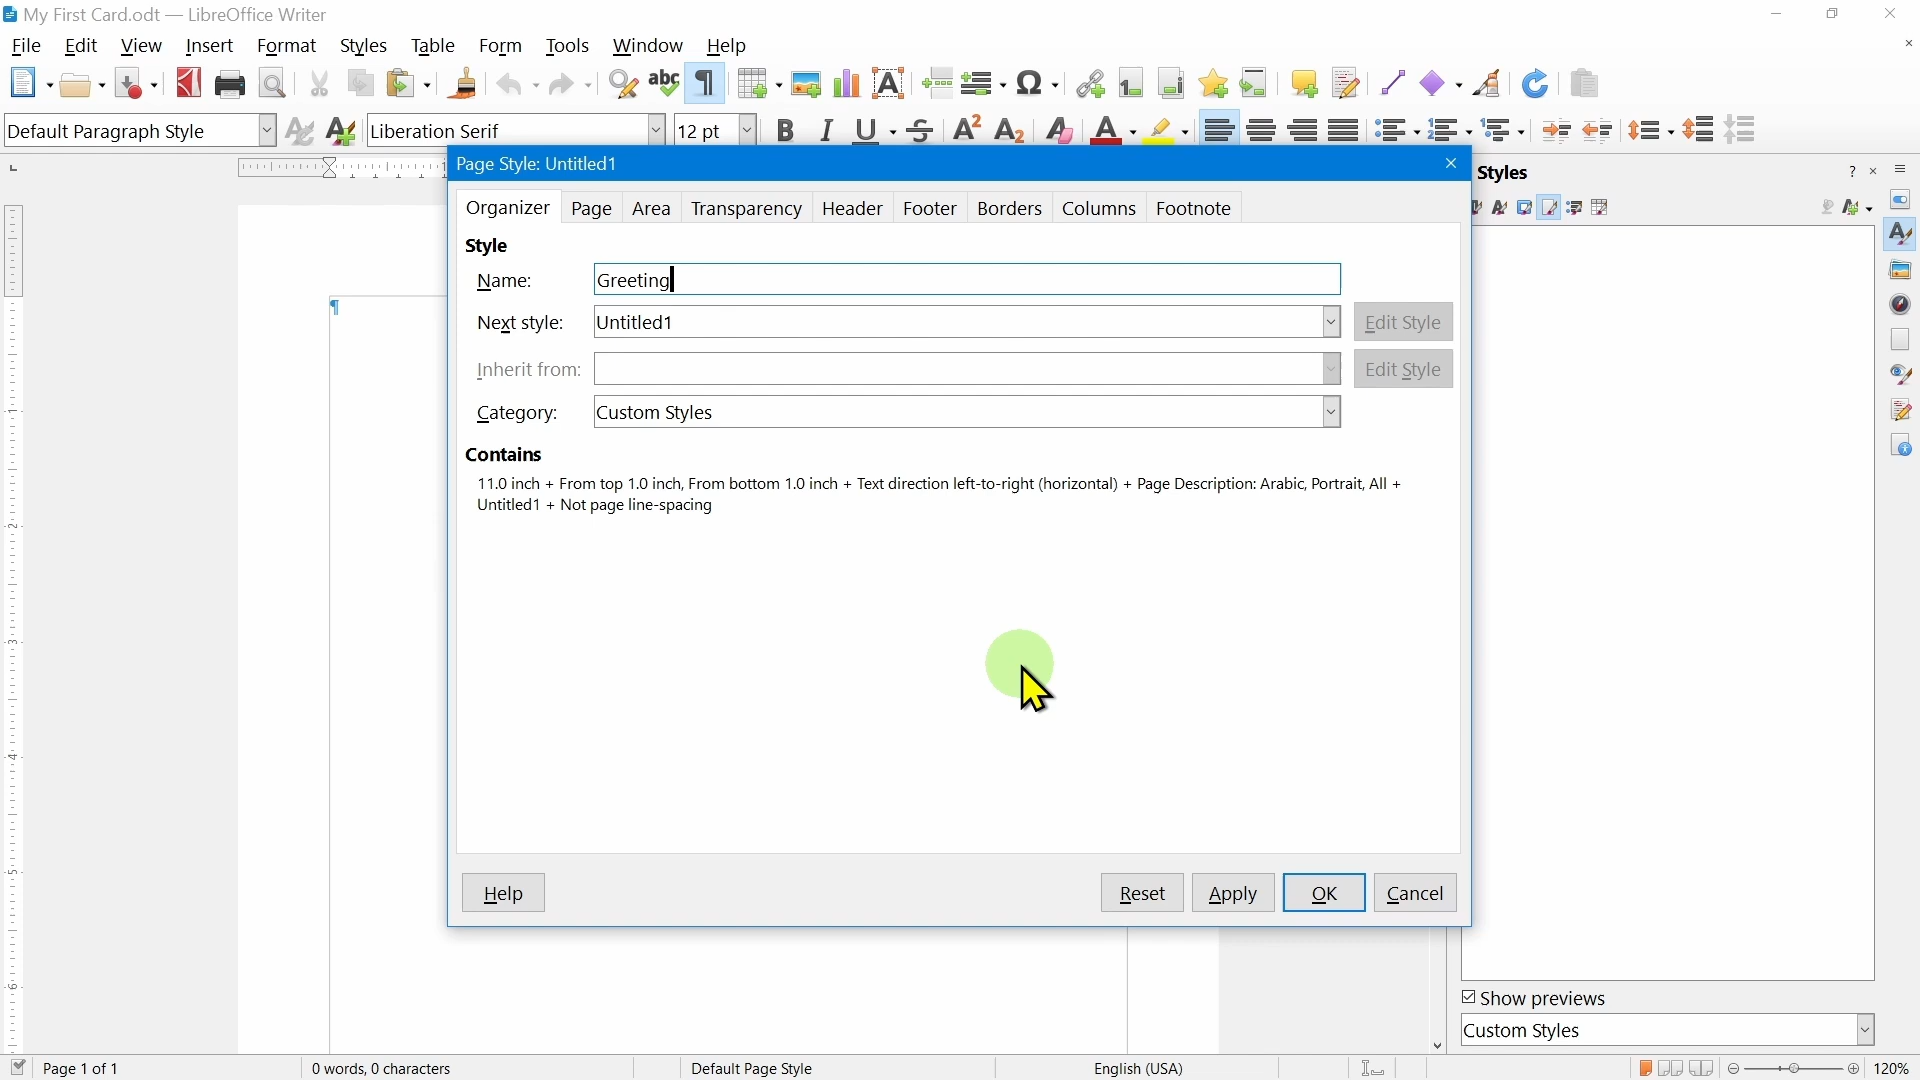 My First Card.odt — LibreOffice Writer
File Edit View Insert Format Styles Table Form Tools Window Help
Default Paragraph Style Liberation Serif 12 pt
Page Style: Untitled1
Styles
Organizer Page Area Transparency Header Footer Borders Columns Footnote
Style
Name: Greeting
Next style: Untitled1 Edit Style
Inherit from: Edit Style
Category: Custom Styles
Contains
11.0 inch + From top 1.0 inch, From bottom 1.0 inch + Text direction left-to-right (horizontal) + Page Description: Arabic, Portrait, All +
Untitled1 + Not page line-spacing
Help Reset Apply OK Cancel
Show previews
Custom Styles
Page 1 of 1 0 words, 0 characters Default Page Style English (USA) 120%